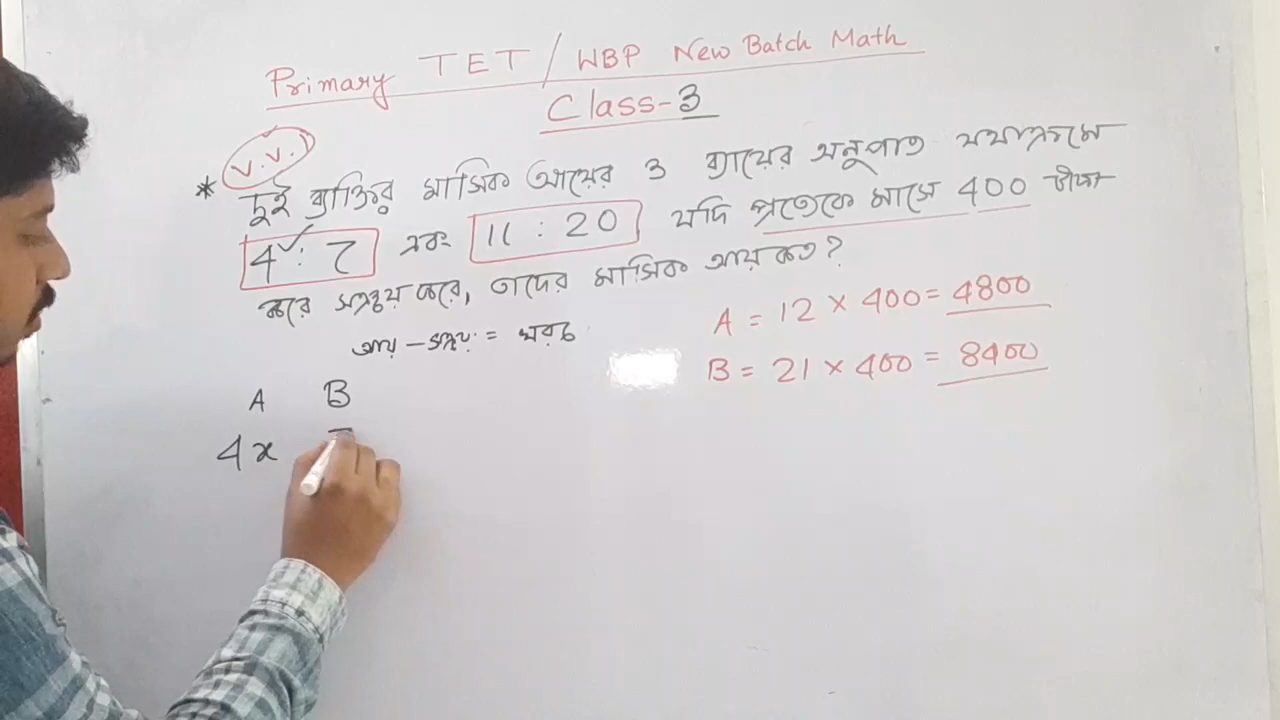 Primary TET / WBP New Batch Math
Class-3
V.V.I
* দুই ব্যক্তির মাসিক আয়ের ও ব্যয়ের অনুপাত যথাক্রমে
4 : 7 এবং 11 : 20 যদি প্রত্যেকে মাসে 400 টাকা
করে সঞ্চয় করে, তাদের মাসিক আয় কত?
আয় - সঞ্চয় = খরচ
A = 12 × 400 = 4800
B = 21 × 400 = 8400
A B
4x